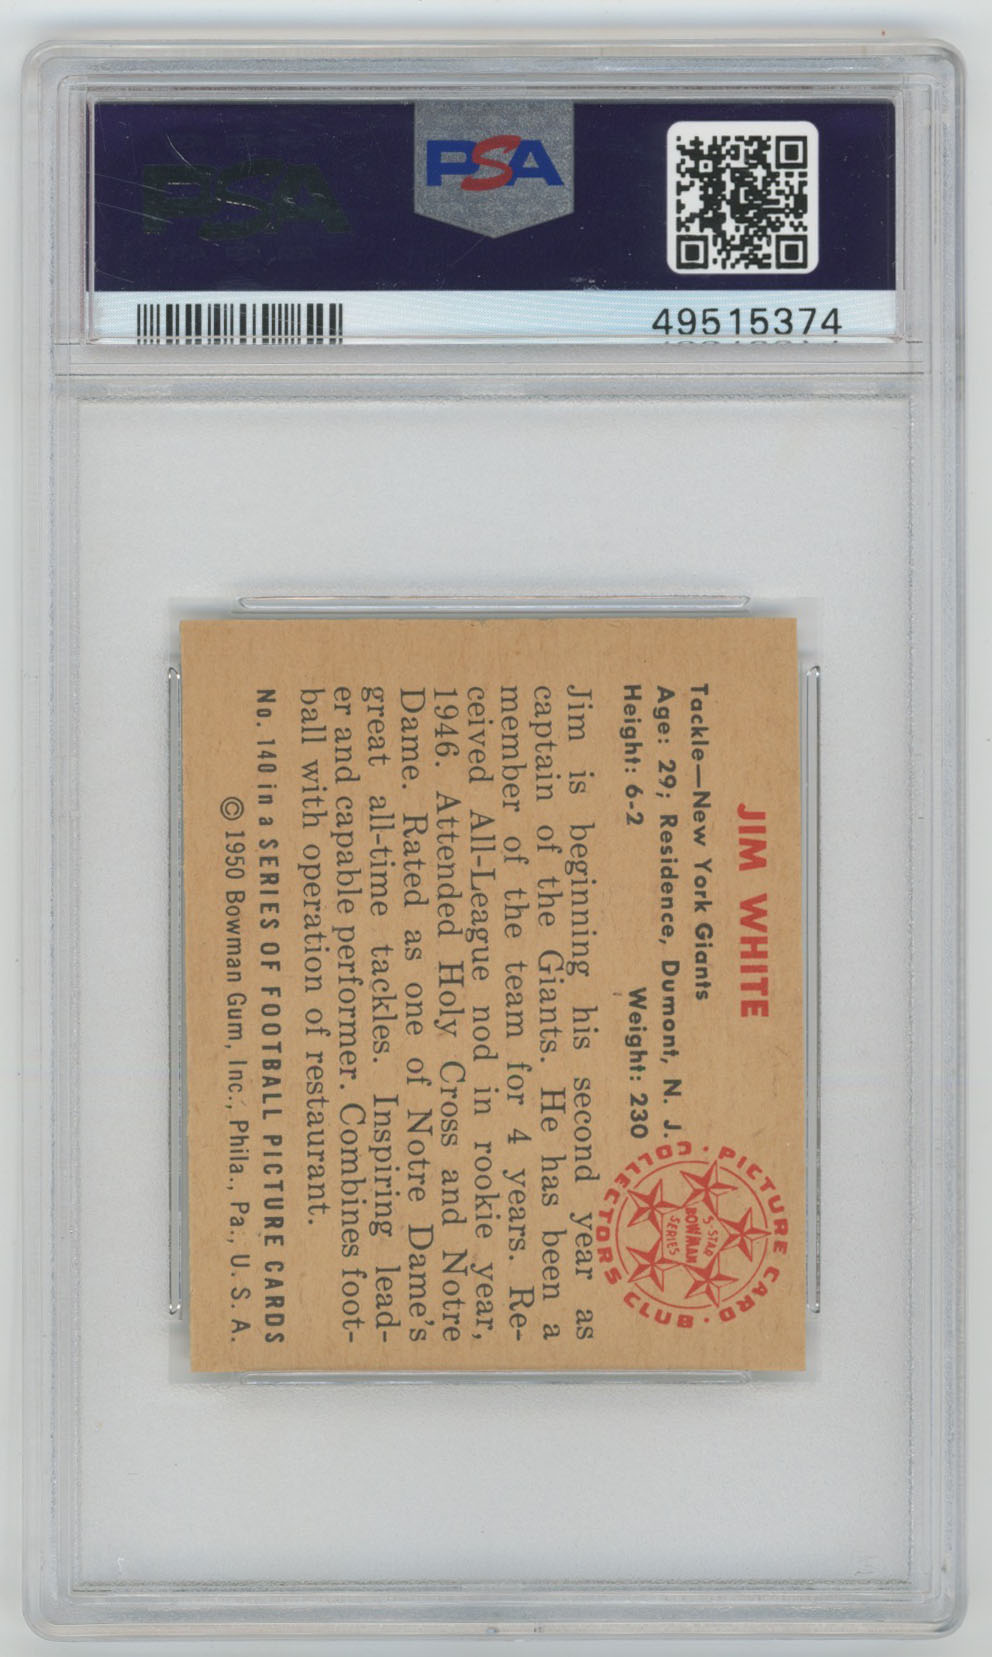 PSA
PSA
49515374
JIM WHITE
Tackle—New York Giants
Age: 29; Residence, Dumont, N. J.
Height: 6-2 Weight: 230
Jim is beginning his second year as
captain of the Giants. He has been a
member of the team for 4 years. Re-
ceived All-League nod in rookie year,
1946. Attended Holy Cross and Notre
Dame. Rated as one of Notre Dame's
great all-time tackles. Inspiring lead-
er and capable performer. Combines foot-
ball with operation of restaurant.
No. 140 in a SERIES OF FOOTBALL PICTURE CARDS
© 1950 Bowman Gum, Inc., Phila., Pa., U. S. A.
· PICTURE CARD · COLLECTORS CLUB
5-STAR
BOWMAN
SERIES